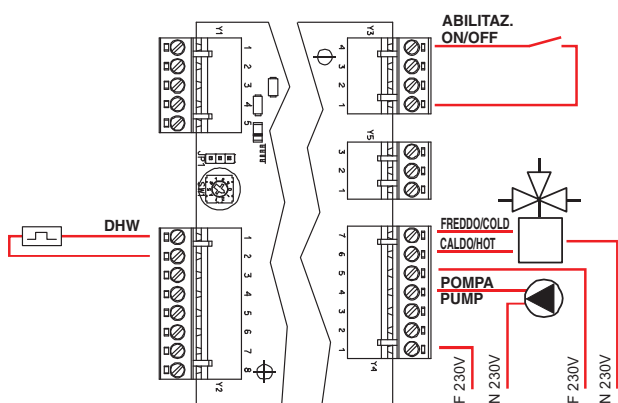 Y1
1
2
3
4
5
JP1
SW1
DHW
1
2
3
4
5
6
7
8
Y2
Y3
4
3
2
1
ABILITAZ.
ON/OFF
Y5
3
2
1
FREDDO/COLD
CALDO/HOT
POMPA
PUMP
7
6
5
4
3
2
1
Y4
F 230V
N 230V
F 230V
N 230V